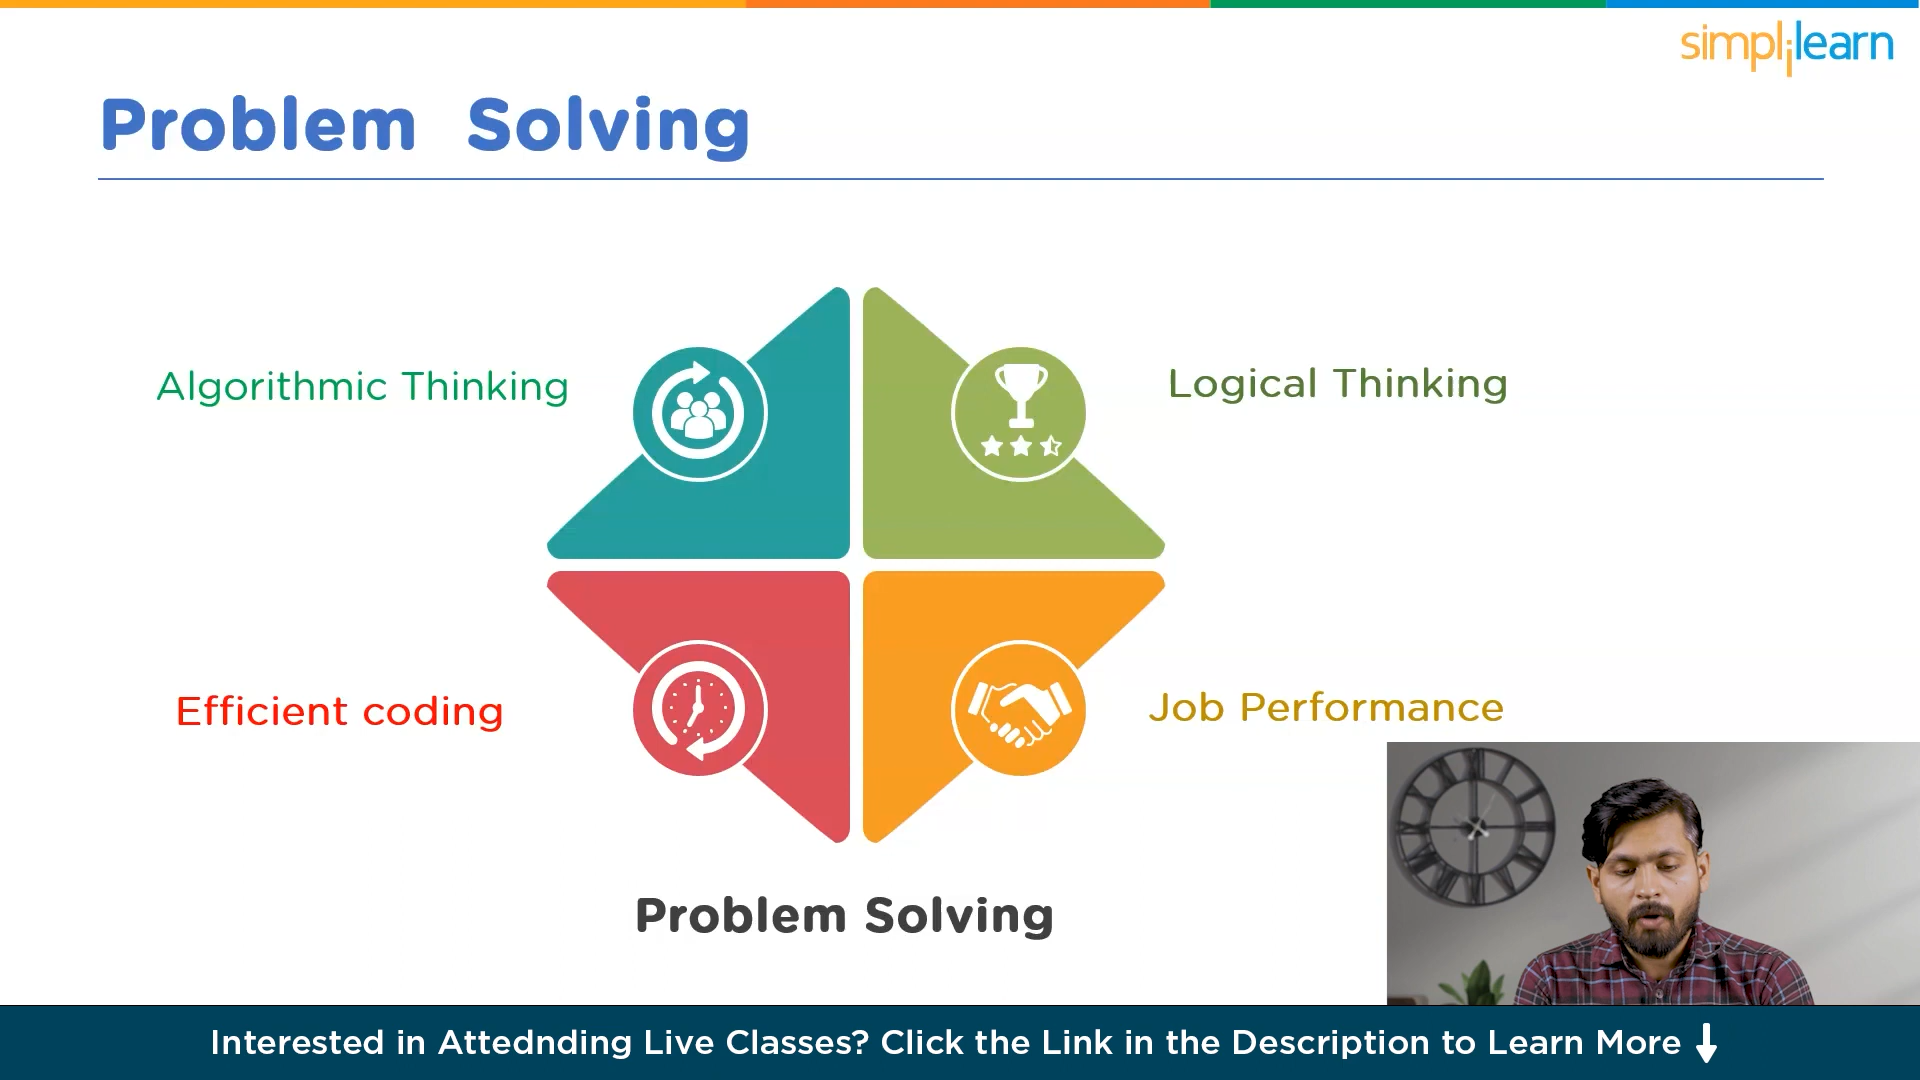 simplilearn
Problem Solving
Algorithmic Thinking
Logical Thinking
Efficient coding
Job Performance
Problem Solving
Interested in Attednding Live Classes? Click the Link in the Description to Learn More